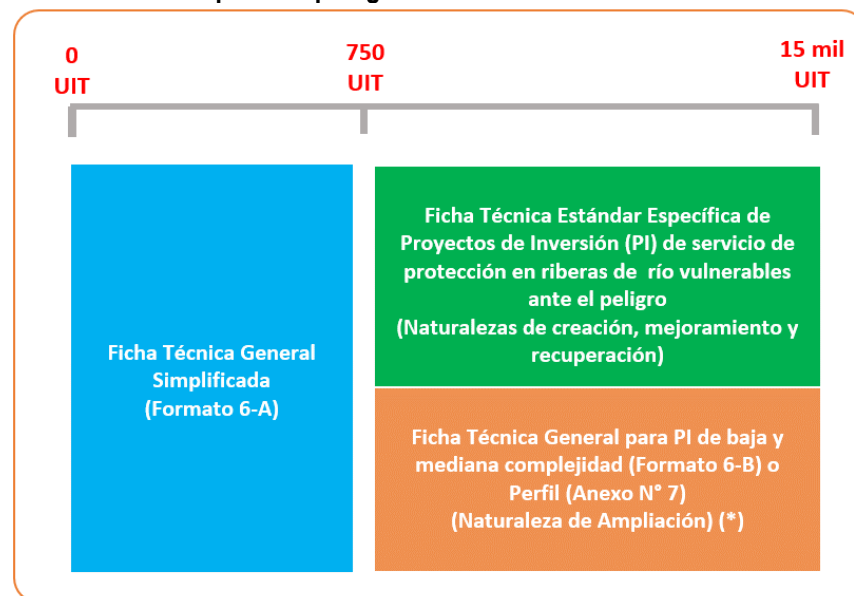 0
UIT
750
UIT
15 mil
UIT
Ficha Técnica General
Simplificada
(Formato 6-A)
Ficha Técnica Estándar Específica de
Proyectos de Inversión (PI) de servicio de
protección en riberas de río vulnerables
ante el peligro
(Naturalezas de creación, mejoramiento y
recuperación)
Ficha Técnica General para PI de baja y
mediana complejidad (Formato 6-B) o
Perfil (Anexo N° 7)
(Naturaleza de Ampliación) (*)